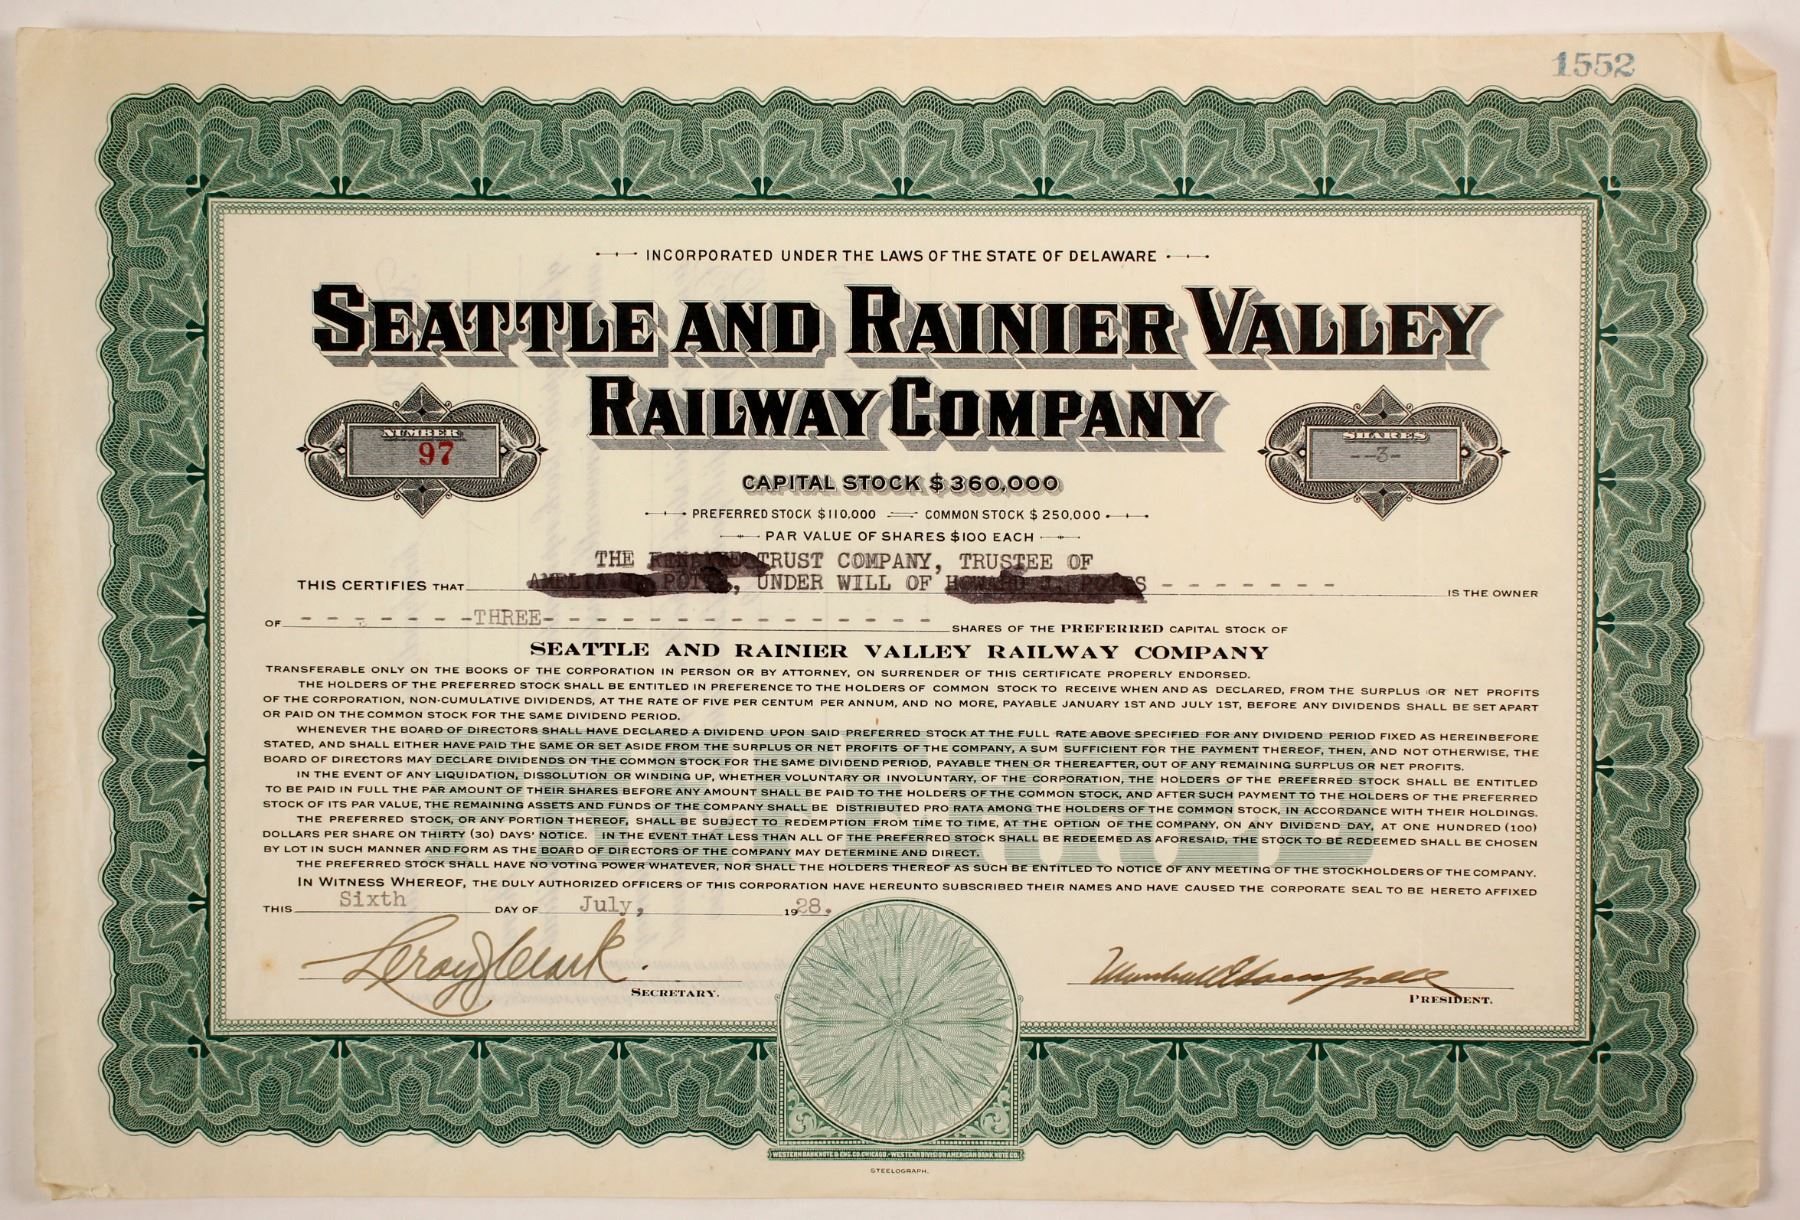 1552
INCORPORATED UNDER THE LAWS OF THE STATE OF DELAWARE
SEATTLE AND RAINIER VALLEY
RAILWAY COMPANY
NUMBER
97
SHARES
--3-
CAPITAL STOCK $360,000
PREFERRED STOCK $110,000 COMMON STOCK $250,000
PAR VALUE OF SHARES $100 EACH
THE TRUST COMPANY, TRUSTEE OF
THIS CERTIFIES THAT , UNDER WILL OF - - - - - - - - IS THE OWNER
OF - - - - - - -THREE- - - - - - - - - - - - - - - - SHARES OF THE PREFERRED CAPITAL STOCK OF
SEATTLE AND RAINIER VALLEY RAILWAY COMPANY
TRANSFERABLE ONLY ON THE BOOKS OF THE CORPORATION IN PERSON OR BY ATTORNEY, ON SURRENDER OF THIS CERTIFICATE PROPERLY ENDORSED.
THE HOLDERS OF THE PREFERRED STOCK SHALL BE ENTITLED IN PREFERENCE TO THE HOLDERS OF COMMON STOCK TO RECEIVE WHEN AND AS DECLARED, FROM THE SURPLUS OR NET PROFITS
OF THE CORPORATION, NON-CUMULATIVE DIVIDENDS, AT THE RATE OF FIVE PER CENTUM PER ANNUM, AND NO MORE, PAYABLE JANUARY 1ST AND JULY 1ST, BEFORE ANY DIVIDENDS SHALL BE SET APART
OR PAID ON THE COMMON STOCK FOR THE SAME DIVIDEND PERIOD.
WHENEVER THE BOARD OF DIRECTORS SHALL HAVE DECLARED A DIVIDEND UPON SAID PREFERRED STOCK AT THE FULL RATE ABOVE SPECIFIED FOR ANY DIVIDEND PERIOD FIXED AS HEREINBEFORE
STATED, AND SHALL EITHER HAVE PAID THE SAME OR SET ASIDE FROM THE SURPLUS OR NET PROFITS OF THE COMPANY, A SUM SUFFICIENT FOR THE PAYMENT THEREOF, THEN, AND NOT OTHERWISE, THE
BOARD OF DIRECTORS MAY DECLARE DIVIDENDS ON THE COMMON STOCK FOR THE SAME DIVIDEND PERIOD, PAYABLE THEN OR THEREAFTER, OUT OF ANY REMAINING SURPLUS OR NET PROFITS.
IN THE EVENT OF ANY LIQUIDATION, DISSOLUTION OR WINDING UP, WHETHER VOLUNTARY OR INVOLUNTARY, OF THE CORPORATION, THE HOLDERS OF THE PREFERRED STOCK SHALL BE ENTITLED
TO BE PAID IN FULL THE PAR AMOUNT OF THEIR SHARES BEFORE ANY AMOUNT SHALL BE PAID TO THE HOLDERS OF THE COMMON STOCK, AND AFTER SUCH PAYMENT TO THE HOLDERS OF THE PREFERRED
STOCK OF ITS PAR VALUE, THE REMAINING ASSETS AND FUNDS OF THE COMPANY SHALL BE DISTRIBUTED PRO RATA AMONG THE HOLDERS OF THE COMMON STOCK, IN ACCORDANCE WITH THEIR HOLDINGS.
THE PREFERRED STOCK, OR ANY PORTION THEREOF, SHALL BE SUBJECT TO REDEMPTION FROM TIME TO TIME, AT THE OPTION OF THE COMPANY, ON ANY DIVIDEND DAY, AT ONE HUNDRED (100)
DOLLARS PER SHARE ON THIRTY (30) DAYS' NOTICE. IN THE EVENT THAT LESS THAN ALL OF THE PREFERRED STOCK SHALL BE REDEEMED AS AFORESAID, THE STOCK TO BE REDEEMED SHALL BE CHOSEN
BY LOT IN SUCH MANNER AND FORM AS THE BOARD OF DIRECTORS OF THE COMPANY MAY DETERMINE AND DIRECT.
THE PREFERRED STOCK SHALL HAVE NO VOTING POWER WHATEVER, NOR SHALL THE HOLDERS THEREOF AS SUCH BE ENTITLED TO NOTICE OF ANY MEETING OF THE STOCKHOLDERS OF THE COMPANY.
IN WITNESS WHEREOF, THE DULY AUTHORIZED OFFICERS OF THIS CORPORATION HAVE HEREUNTO SUBSCRIBED THEIR NAMES AND HAVE CAUSED THE CORPORATE SEAL TO BE HERETO AFFIXED
THIS Sixth DAY OF July, 1928.
Leroy J Clark.
SECRETARY.
PRESIDENT.
WESTERN BANK NOTE & ENG. CO. CHICAGO.-WESTERN DIVISION AMERICAN BANK NOTE CO.
STEELOGRAPH.